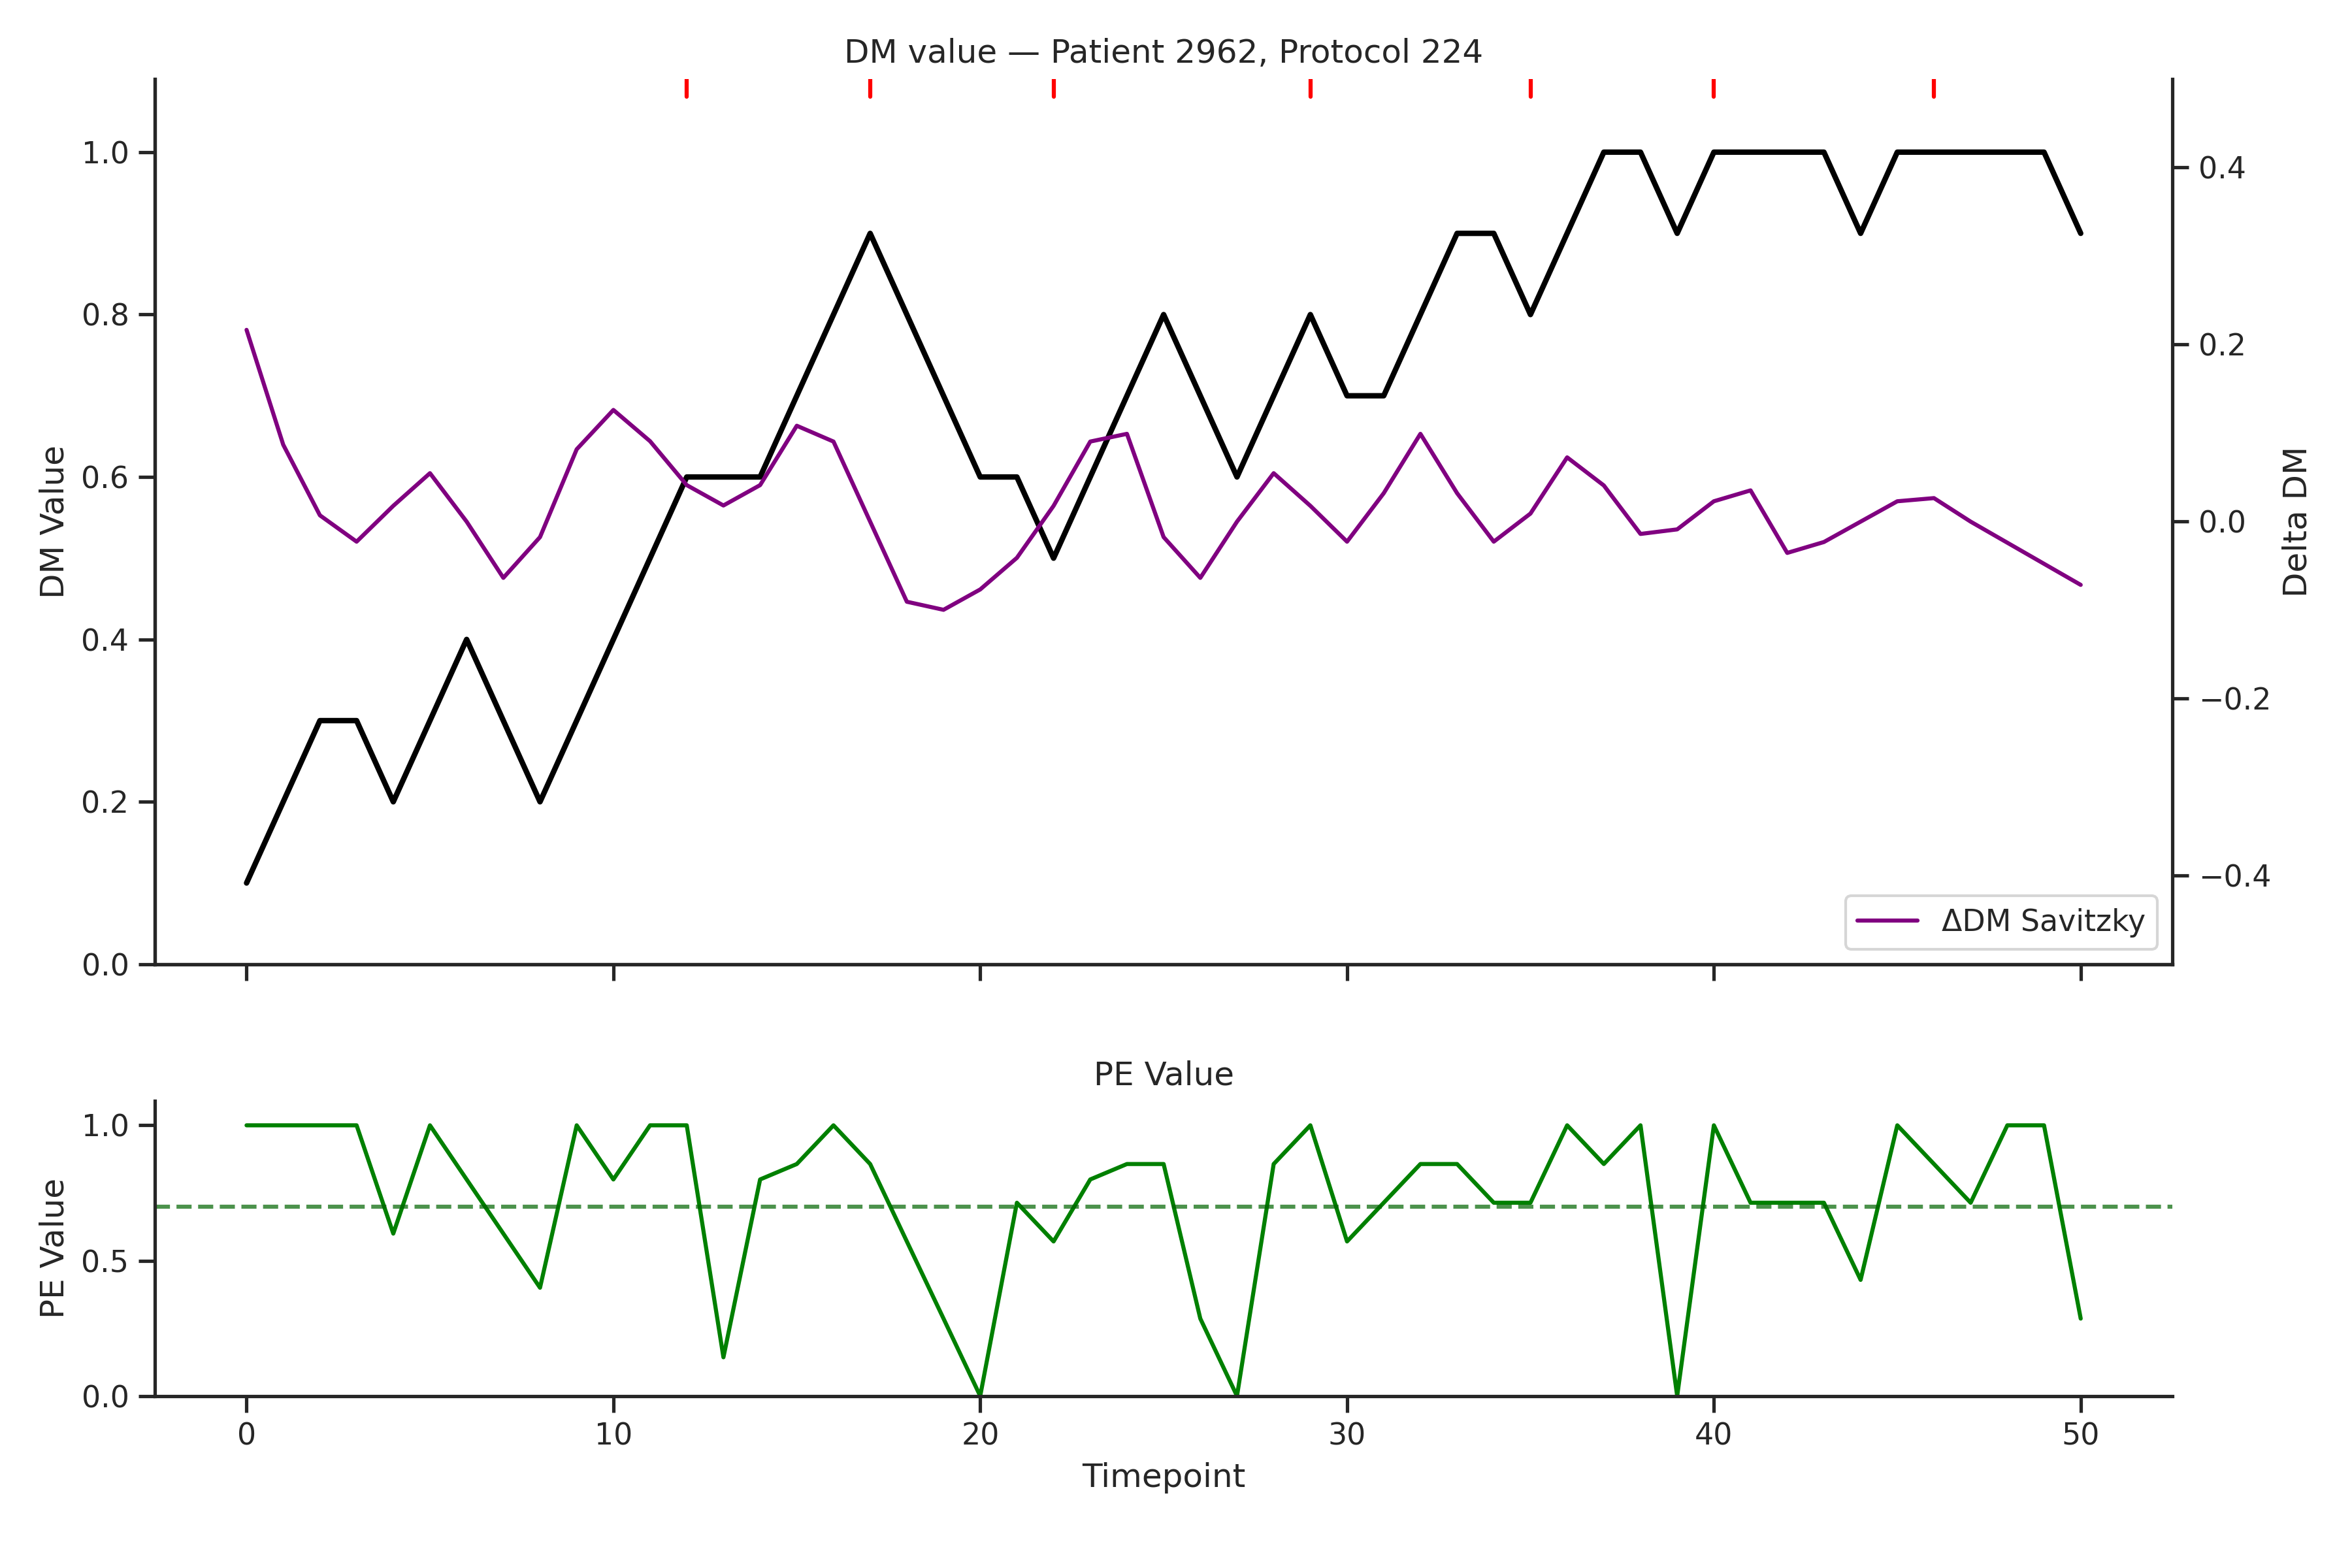 DM value — Patient 2962, Protocol 224
1.0
0.8
0.6
0.4
0.2
0.0
DM Value
0.4
0.2
0.0
−0.2
−0.4
Delta DM
ΔDM Savitzky
PE Value
1.0
0.5
0.0
PE Value
0 10 20 30 40 50
Timepoint